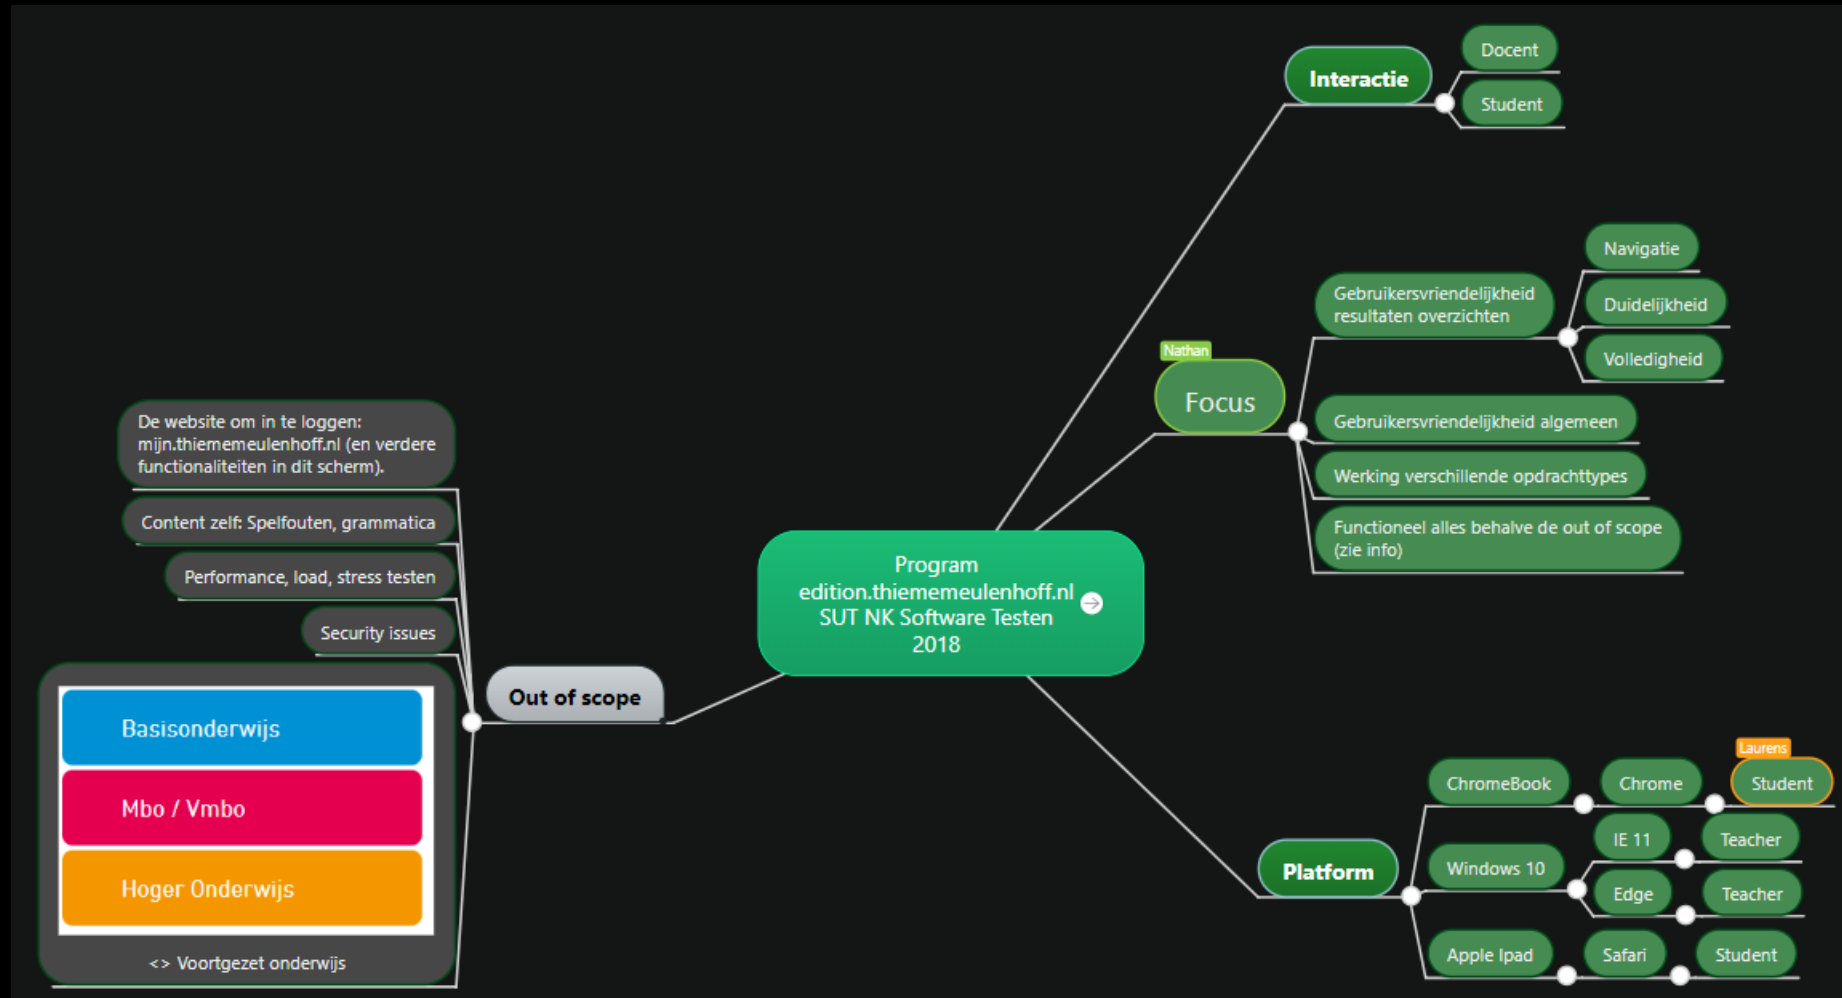 Interactie
Docent
Student
Nathan
Focus
Gebruikersvriendelijkheid
resultaten overzichten
Navigatie
Duidelijkheid
Volledigheid
Gebruikersvriendelijkheid algemeen
Werking verschillende opdrachttypes
Functioneel alles behalve de out of scope
(zie info)
Program
edition.thiememeulenhoff.nl
SUT NK Software Testen
2018
De website om in te loggen:
mijn.thiememeulenhoff.nl (en verdere
functionaliteiten in dit scherm).
Content zelf: Spelfouten, grammatica
Performance, load, stress testen
Security issues
Out of scope
Basisonderwijs
Mbo / Vmbo
Hoger Onderwijs
<> Voortgezet onderwijs
Platform
ChromeBook
Chrome
Laurens
Student
Windows 10
IE 11
Teacher
Edge
Teacher
Apple Ipad
Safari
Student